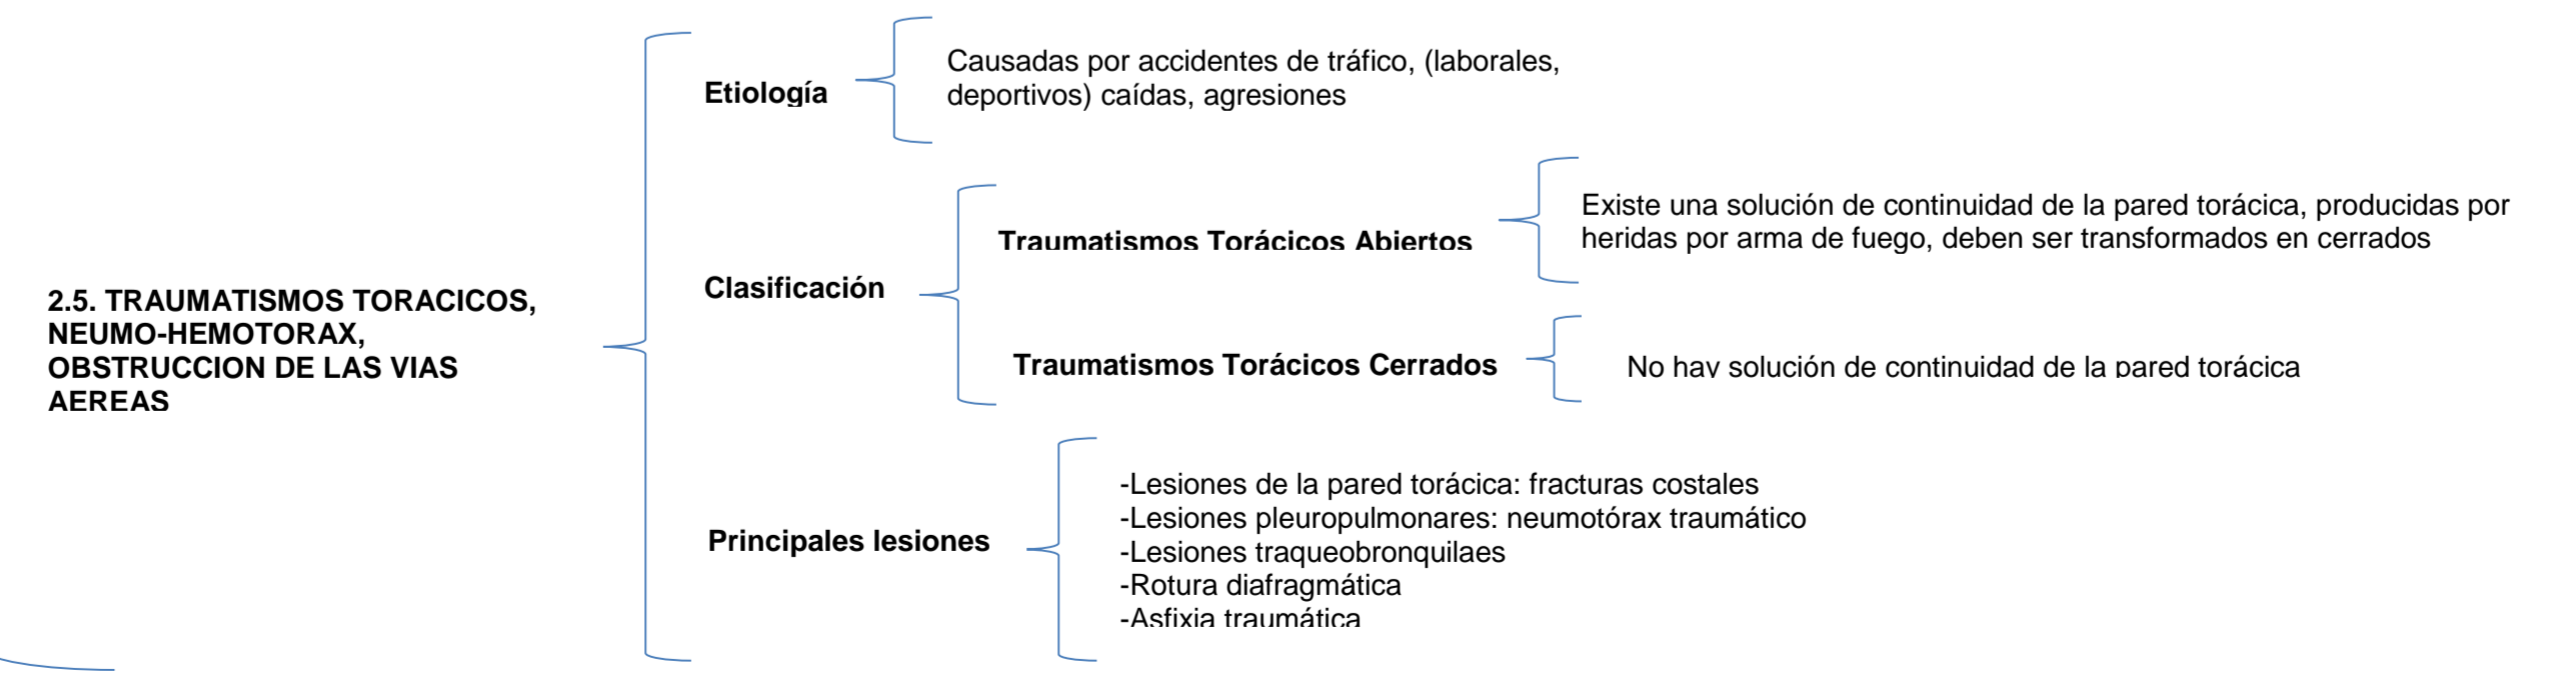 Etiología
Causadas por accidentes de tráfico, (laborales,
deportivos) caídas, agresiones
Clasificación
Traumatismos Torácicos Abiertos
Existe una solución de continuidad de la pared torácica, producidas por
heridas por arma de fuego, deben ser transformados en cerrados
2.5. TRAUMATISMOS TORACICOS,
NEUMO-HEMOTORAX,
OBSTRUCCION DE LAS VIAS
AEREAS
Traumatismos Torácicos Cerrados
No hay solución de continuidad de la pared torácica
Principales lesiones
-Lesiones de la pared torácica: fracturas costales
-Lesiones pleuropulmonares: neumotórax traumático
-Lesiones traqueobronquilaes
-Rotura diafragmática
-Asfixia traumática